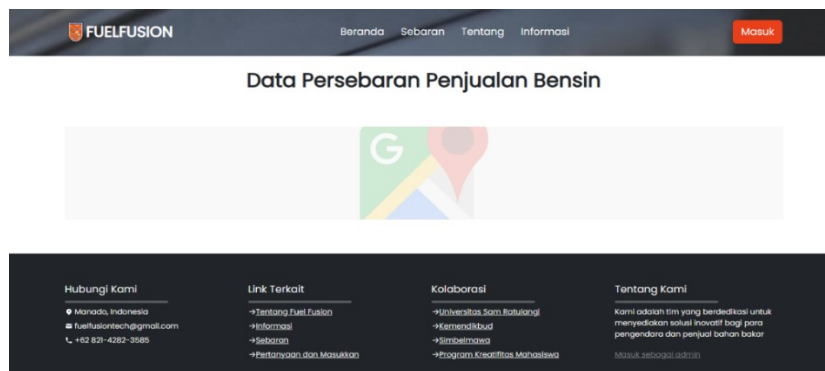 FUELFUSION
Beranda Sebaran Tentang Informasi
Masuk
Data Persebaran Penjualan Bensin
G
Hubungi Kami
Manado, Indonesia
fuelfusiontech@gmail.com
+62 821-4282-3585
Link Terkait
→Tentang Fuel Fusion
→Informasi
→Sebaran
→Pertanyaan dan Masukkan
Kolaborasi
→Universitas Sam Ratulangi
→Kemendikbud
→Simbelmawa
→Program Kreatifitas Mahasiswa
Tentang Kami
Kami adalah tim yang berdedikasi untuk
menyediakan solusi inovatif bagi para
pengendara dan penjual bahan bakar
Masuk sebagai admin